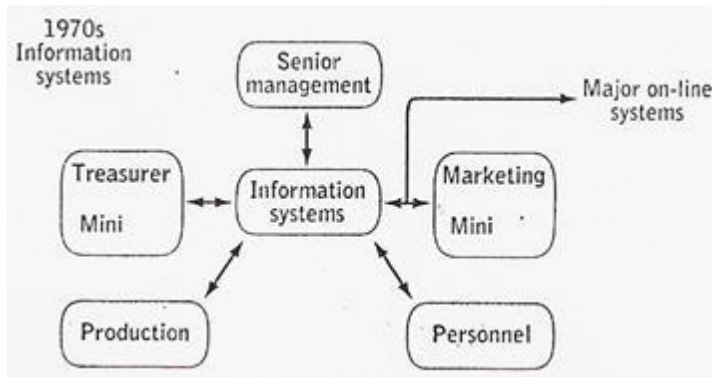 1970s
Information
systems
Senior
management
Major on-line
systems
Treasurer
Mini
Information
systems
Marketing
Mini
Production
Personnel